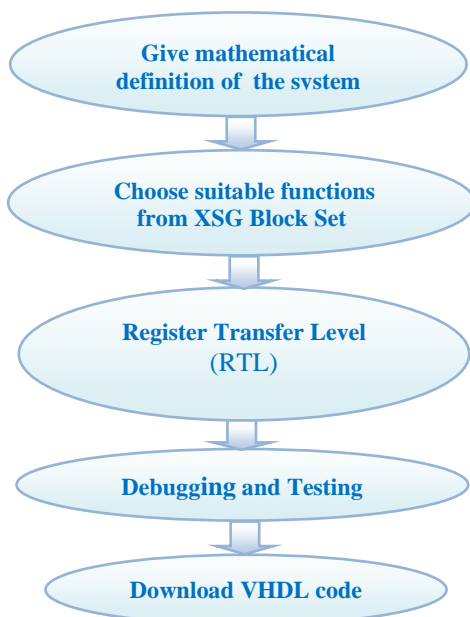 Give mathematical
definition of the system
Choose suitable functions
from XSG Block Set
Register Transfer Level
(RTL)
Debugging and Testing
Download VHDL code